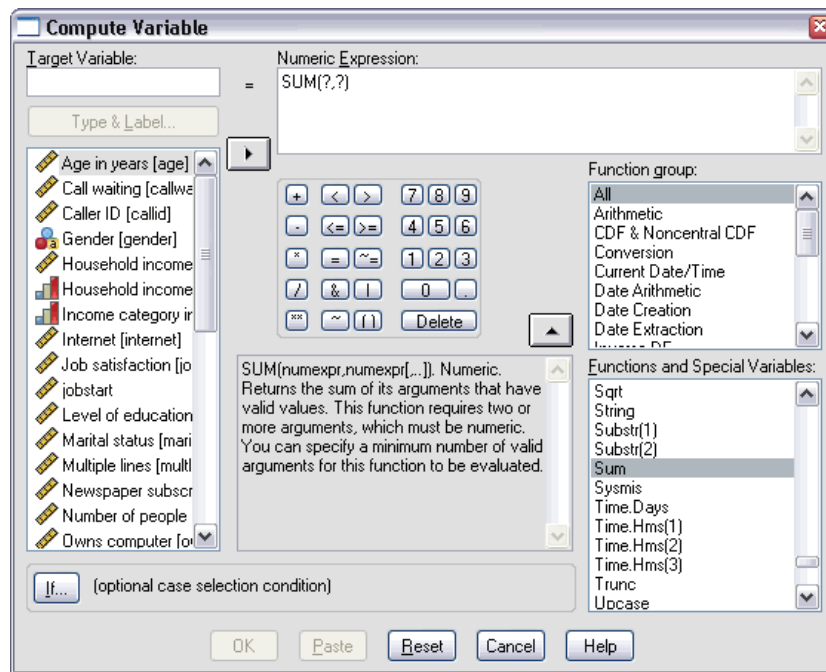 Compute Variable
Target Variable:
=
Type & Label...
Numeric Expression:
SUM(?,?)
Age in years [age]
Call waiting [callwa
Caller ID [callid]
Gender [gender]
Household income
Household income
Income category ir
Internet [internet]
Job satisfaction [jo
jobstart
Level of education
Marital status [mari
Multiple lines [multl
Newspaper subscr
Number of people
Owns computer [o
+ < > 7 8 9
- <= >= 4 5 6
* = ~= 1 2 3
/ & | 0 .
** ~ ( ) Delete
Function group:
All
Arithmetic
CDF & Noncentral CDF
Conversion
Current Date/Time
Date Arithmetic
Date Creation
Date Extraction
Inverse DF
SUM(numexpr,numexpr[,..]). Numeric.
Returns the sum of its arguments that have
valid values. This function requires two or
more arguments, which must be numeric.
You can specify a minimum number of valid
arguments for this function to be evaluated.
Functions and Special Variables:
Sqrt
String
Substr(1)
Substr(2)
Sum
Sysmis
Time.Days
Time.Hms(1)
Time.Hms(2)
Time.Hms(3)
Trunc
Upcase
If...
(optional case selection condition)
OK
Paste
Reset
Cancel
Help